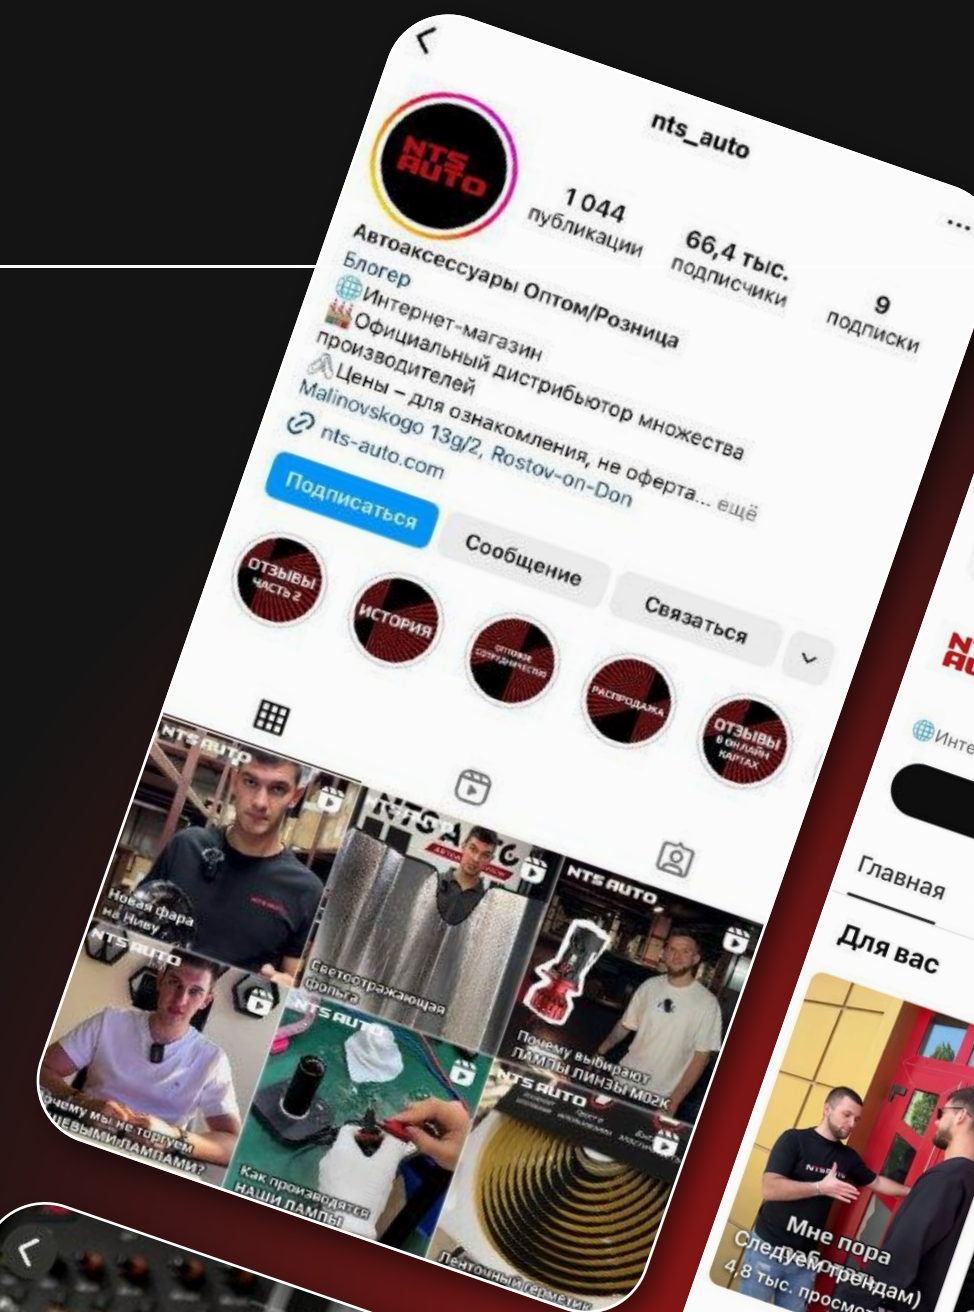 nts_auto
NTS
AUTO
1 044
публикации
66,4 тыс.
подписчики
9
подписки
Автоаксессуары Оптом/Розница
Блогер
Интернет-магазин
Официальный дистрибьютор множества
производителей
Цены – для ознакомления, не оферта... ещё
Malinovskogo 13g/2, Rostov-on-Don
nts-auto.com
Подписаться
Сообщение
Связаться
ОТЗЫВЫ
ЧАСТЬ 2
ИСТОРИЯ
ОПТОВОЕ
СОТРУДНИЧЕСТВО
РАСПРОДАЖА
ОТЗЫВЫ
В ОНЛАЙН
КАРТАХ
NTS AUTO
Новая фара
на Ниву
Светоотражающая
фольга
NTS AUTO
Почему выбирают
ЛАМПЫ ЛИНЗЫ M02K
NTS AUTO
почему мы не торгуем
ЛАМПАМИ?
NTS AUTO
Как производятся
НАШИ ЛАМПЫ
NTS AUTO
Ленточный герметик
Инте
Главная
Для вас
Мне пора
Следуем трендам)
4,8 тыс. просмо